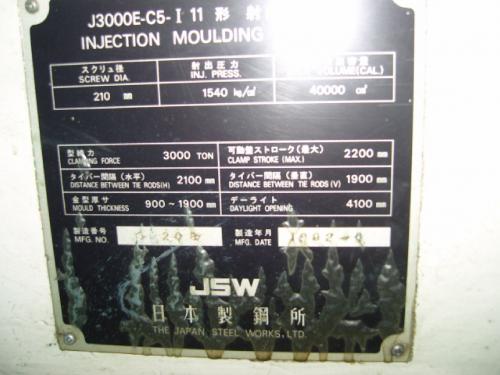 J3000E-C5-I 11 形 射
INJECTION MOULDING
スクリュ径 射出圧力
SCREW DIA. INJ. PRESS. VOLUME(CAL.)
210 mm 1540 kg/cm² 40000 cm³
型締力 3000 TON 可動盤ストローク(最大) 2200 mm
CLAMPING FORCE CLAMP STROKE (MAX.)
タイバー間隔(水平) 2100 mm タイバー間隔(垂直) 1900 mm
DISTANCE BETWEEN TIE RODS(H) DISTANCE BETWEEN TIE RODS(V)
金型厚サ 900~1900 mm デーライト 4100 mm
MOULD THICKNESS DAYLIGHT OPENING
製造番号 製造年月
MFG. NO. MFG. DATE
JSW
日本製鋼所
THE JAPAN STEEL WORKS, LTD.